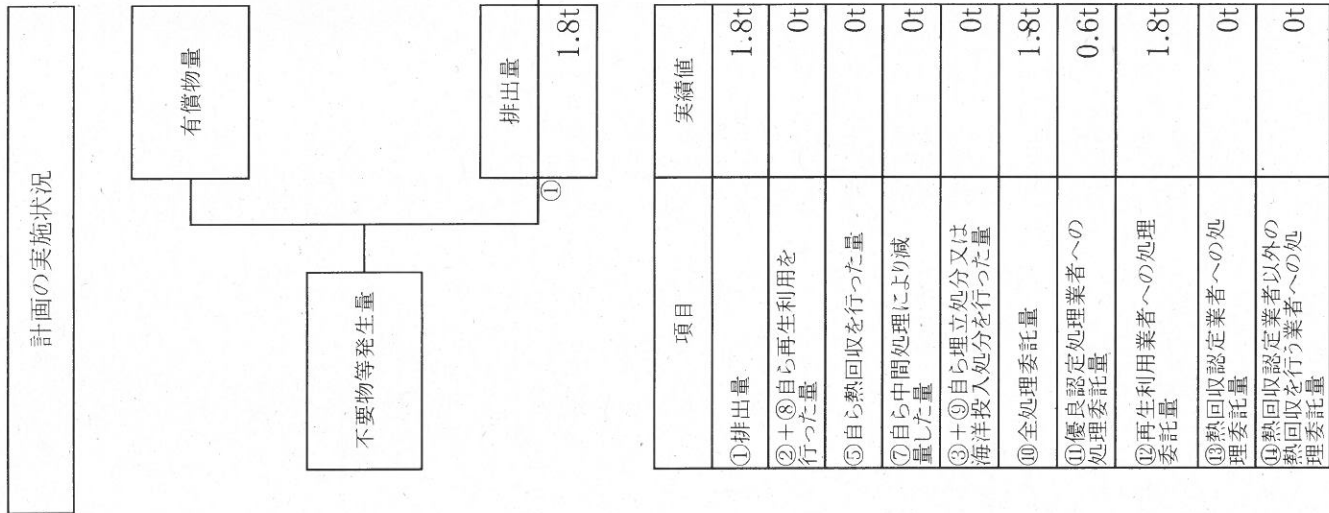 計画の実施状況
有償物量
不要物等発生量
排出量
①
1.8t
項目
実績値
①排出量
1.8t
②+⑧自ら再生利用を
行った量
0t
⑤自ら熱回収を行った量
0t
⑦自ら中間処理により減
量した量
0t
③+⑨自ら埋立処分又は
海洋投入処分を行った量
0t
⑩全処理委託量
1.8t
⑪優良認定処理業者への
処理委託量
0.6t
⑫再生利用業者への処理
委託量
1.8t
⑬熱回収認定業者への処
理委託量
0t
⑭熱回収認定業者以外の
熱回収を行う業者への処
理委託量
0t